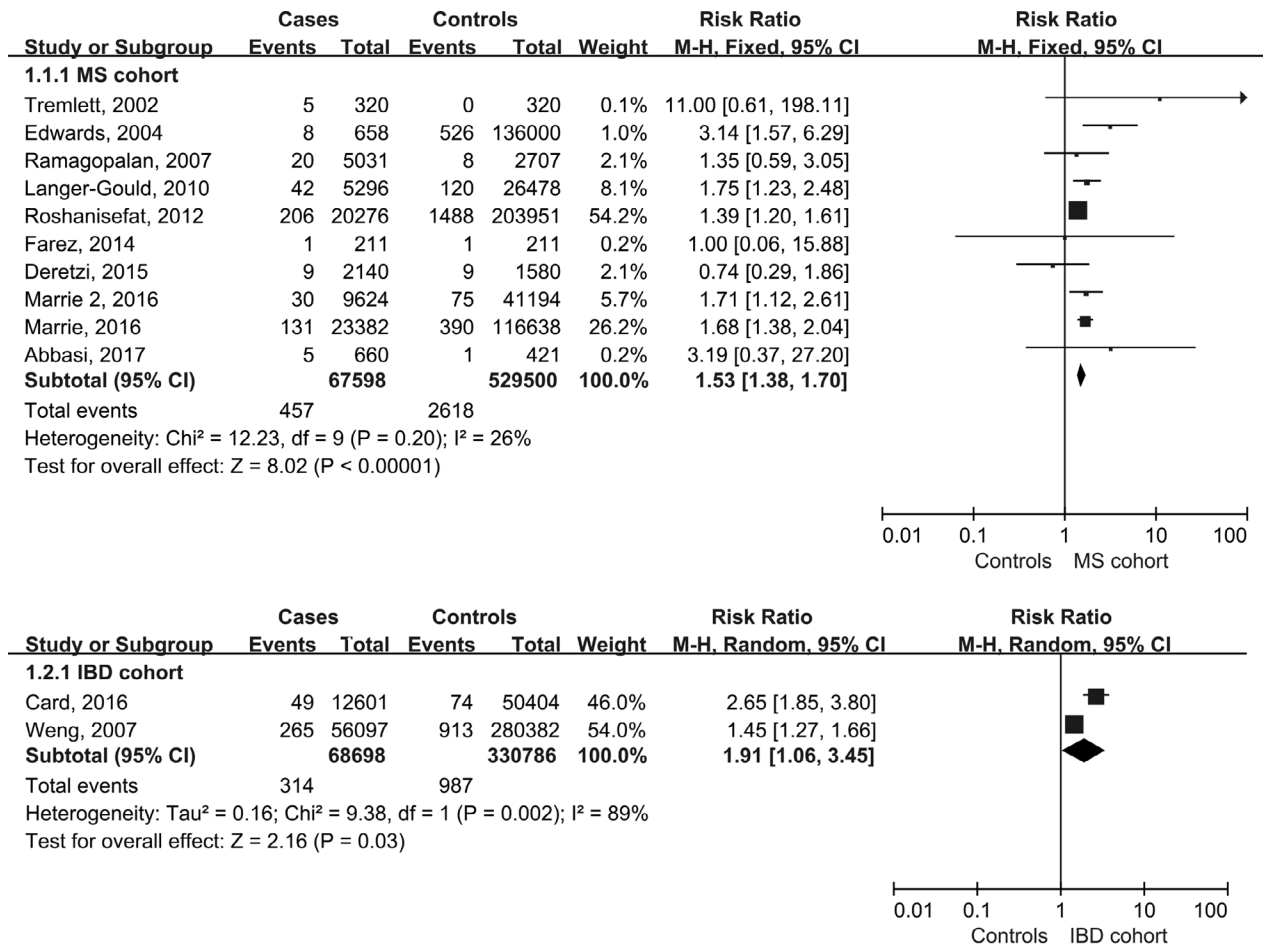 Cases Controls Risk Ratio Risk Ratio
Study or Subgroup Events Total Events Total Weight M-H, Fixed, 95% CI M-H, Fixed, 95% CI
1.1.1 MS cohort
Tremlett, 2002 5 320 0 320 0.1% 11.00 [0.61, 198.11]
Edwards, 2004 8 658 526 136000 1.0% 3.14 [1.57, 6.29]
Ramagopalan, 2007 20 5031 8 2707 2.1% 1.35 [0.59, 3.05]
Langer-Gould, 2010 42 5296 120 26478 8.1% 1.75 [1.23, 2.48]
Roshanisefat, 2012 206 20276 1488 203951 54.2% 1.39 [1.20, 1.61]
Farez, 2014 1 211 1 211 0.2% 1.00 [0.06, 15.88]
Deretzi, 2015 9 2140 9 1580 2.1% 0.74 [0.29, 1.86]
Marrie 2, 2016 30 9624 75 41194 5.7% 1.71 [1.12, 2.61]
Marrie, 2016 131 23382 390 116638 26.2% 1.68 [1.38, 2.04]
Abbasi, 2017 5 660 1 421 0.2% 3.19 [0.37, 27.20]
Subtotal (95% CI) 67598 529500 100.0% 1.53 [1.38, 1.70]
Total events 457 2618
Heterogeneity: Chi² = 12.23, df = 9 (P = 0.20); I² = 26%
Test for overall effect: Z = 8.02 (P < 0.00001)
0.01 0.1 1 10 100
Controls MS cohort
Cases Controls Risk Ratio Risk Ratio
Study or Subgroup Events Total Events Total Weight M-H, Random, 95% CI M-H, Random, 95% CI
1.2.1 IBD cohort
Card, 2016 49 12601 74 50404 46.0% 2.65 [1.85, 3.80]
Weng, 2007 265 56097 913 280382 54.0% 1.45 [1.27, 1.66]
Subtotal (95% CI) 68698 330786 100.0% 1.91 [1.06, 3.45]
Total events 314 987
Heterogeneity: Tau² = 0.16; Chi² = 9.38, df = 1 (P = 0.002); I² = 89%
Test for overall effect: Z = 2.16 (P = 0.03)
0.01 0.1 1 10 100
Controls IBD cohort